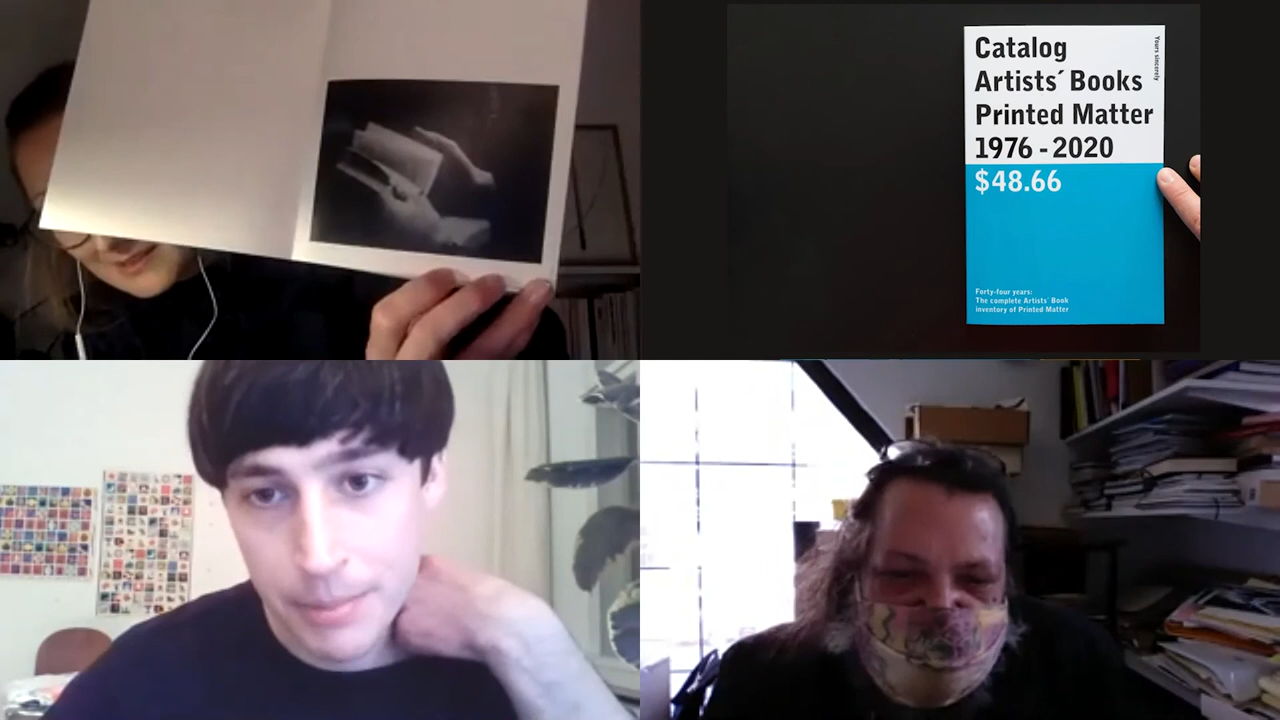 Catalog
Artists´ Books
Printed Matter
1976 - 2020
$48.66
Yours sincerely
Forty-four years:
The complete Artists´ Book
inventory of Printed Matter